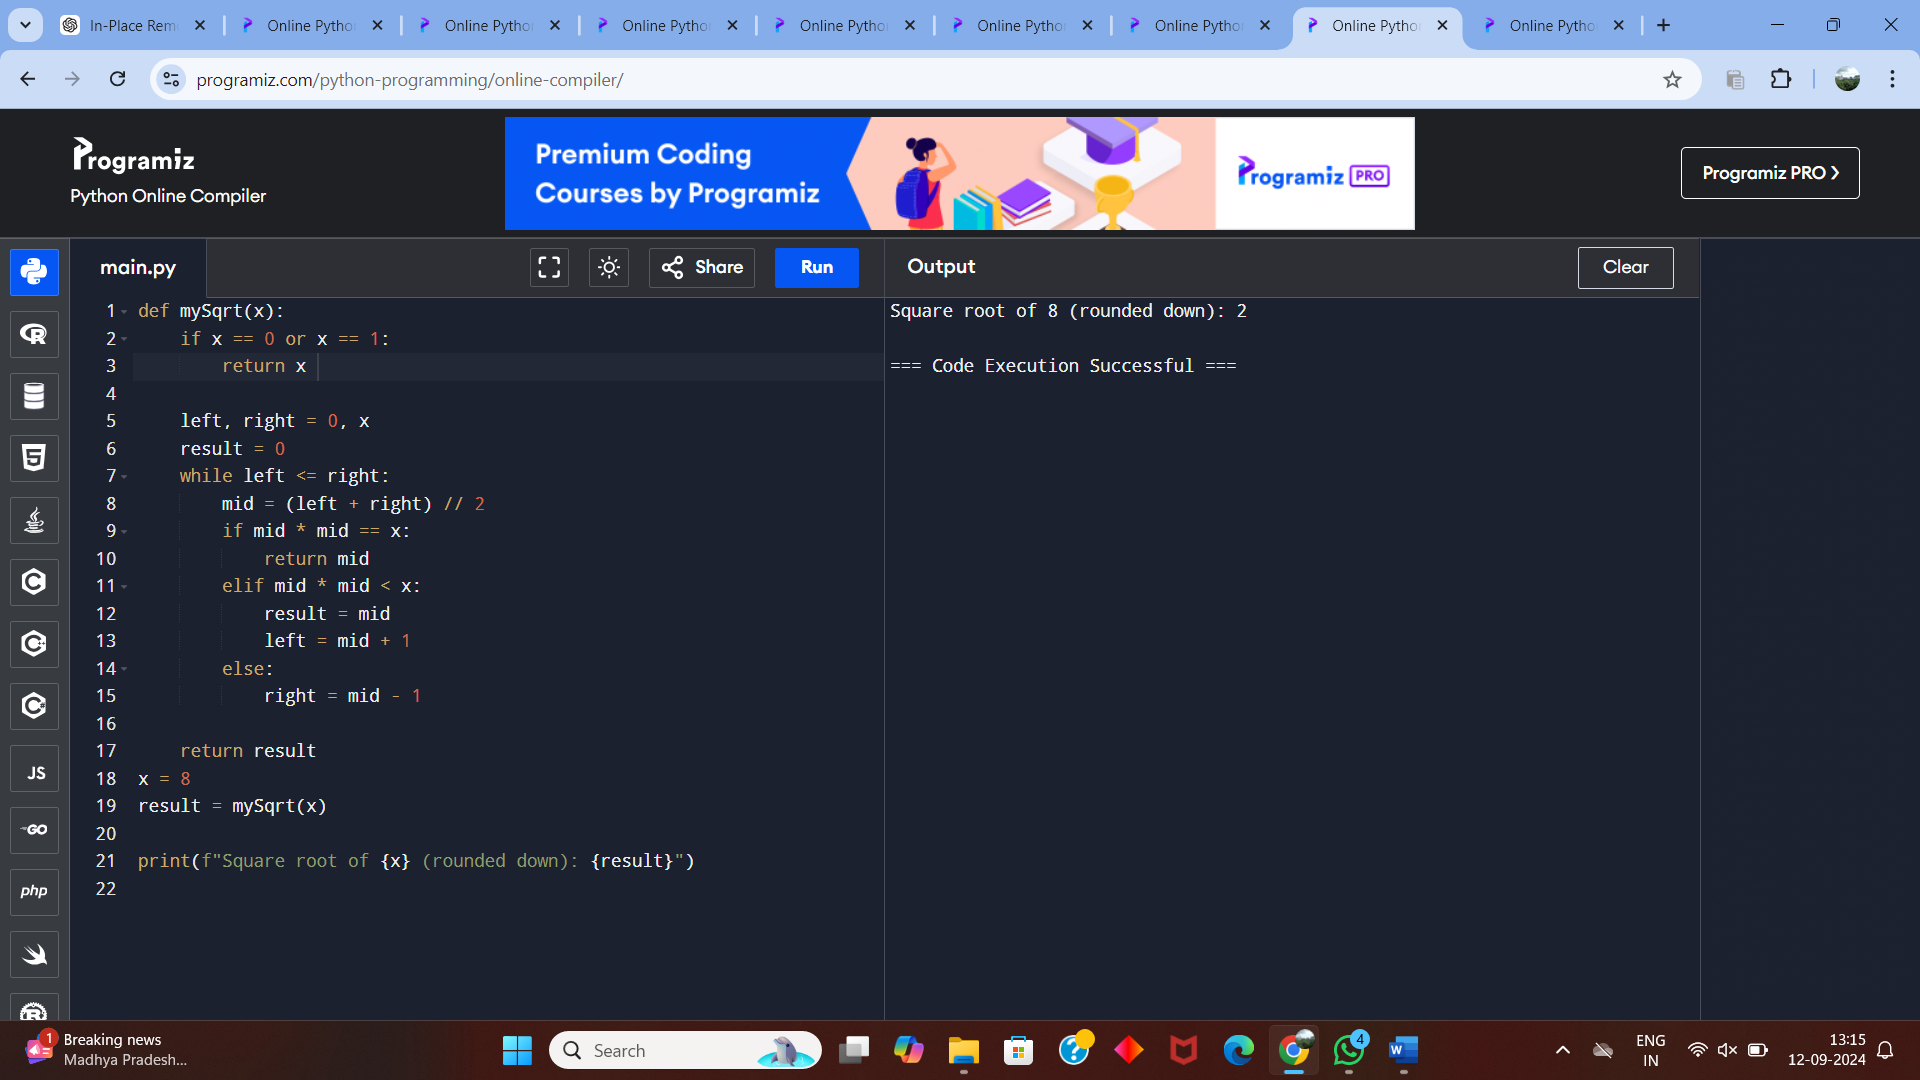 In-Place Rem
Online Pytho
Online Pytho
Online Pytho
Online Pytho
Online Pytho
Online Pytho
Online Pytho
Online Pytho
programiz.com/python-programming/online-compiler/
Programiz
Python Online Compiler
Premium Coding
Courses by Programiz
Programiz PRO
Programiz PRO
main.py
Share
Run
Output
Clear
1 def mySqrt(x):
2     if x == 0 or x == 1:
3         return x
4
5     left, right = 0, x
6     result = 0
7     while left <= right:
8         mid = (left + right) // 2
9         if mid * mid == x:
10             return mid
11         elif mid * mid < x:
12             result = mid
13             left = mid + 1
14         else:
15             right = mid - 1
16
17     return result
18 x = 8
19 result = mySqrt(x)
20
21 print(f"Square root of {x} (rounded down): {result}")
22
Square root of 8 (rounded down): 2
=== Code Execution Successful ===
R
5
C
C
C
JS
GO
php
R
1
Breaking news
Madhya Pradesh...
Search
4
W
ENG
IN
13:15
12-09-2024